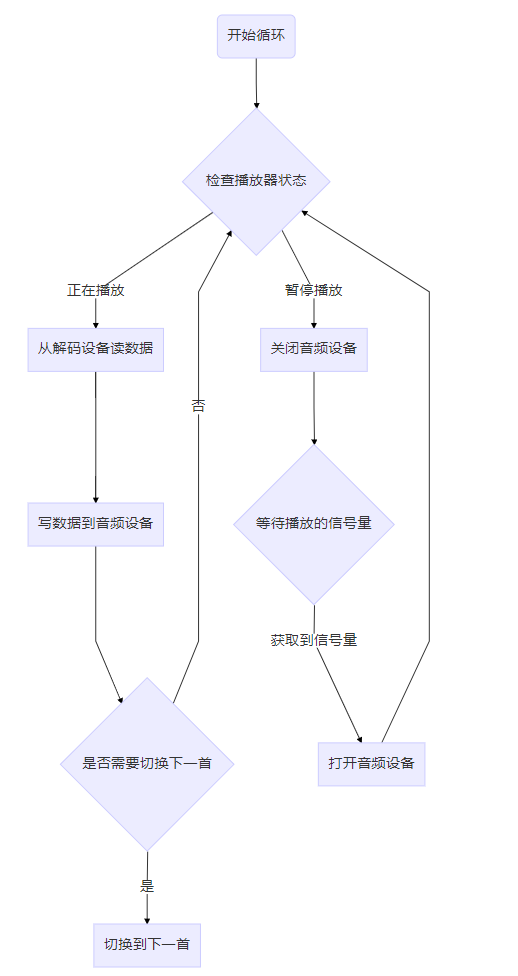 开始循环
检查播放器状态
正在播放
暂停播放
从解码设备读数据
关闭音频设备
否
写数据到音频设备
等待播放的信号量
获取到信号量
是否需要切换下一首
打开音频设备
是
切换到下一首